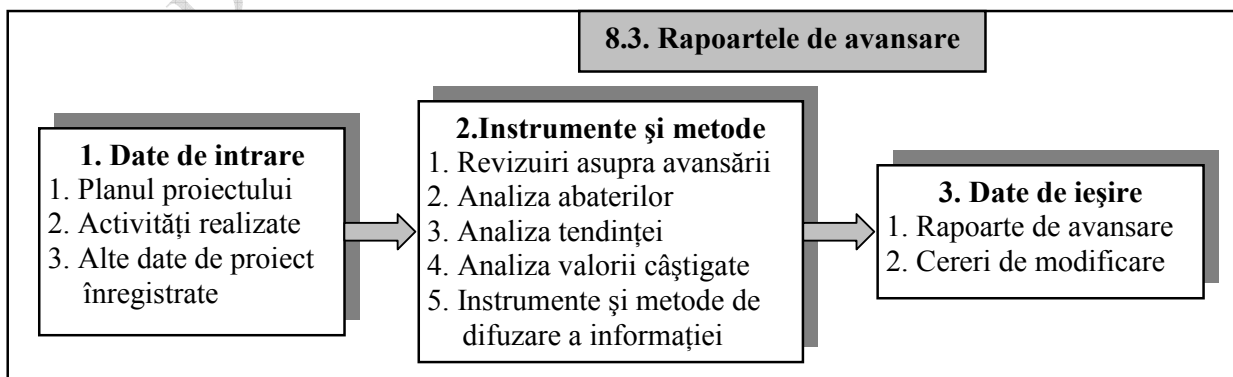 8.3. Rapoartele de avansare
1. Date de intrare
1. Planul proiectului
2. Activități realizate
3. Alte date de proiect
înregistrate
2.Instrumente şi metode
1. Revizuiri asupra avansării
2. Analiza abaterilor
3. Analiza tendinței
4. Analiza valorii câştigate
5. Instrumente şi metode de
difuzare a informației
3. Date de ieşire
1. Rapoarte de avansare
2. Cereri de modificare